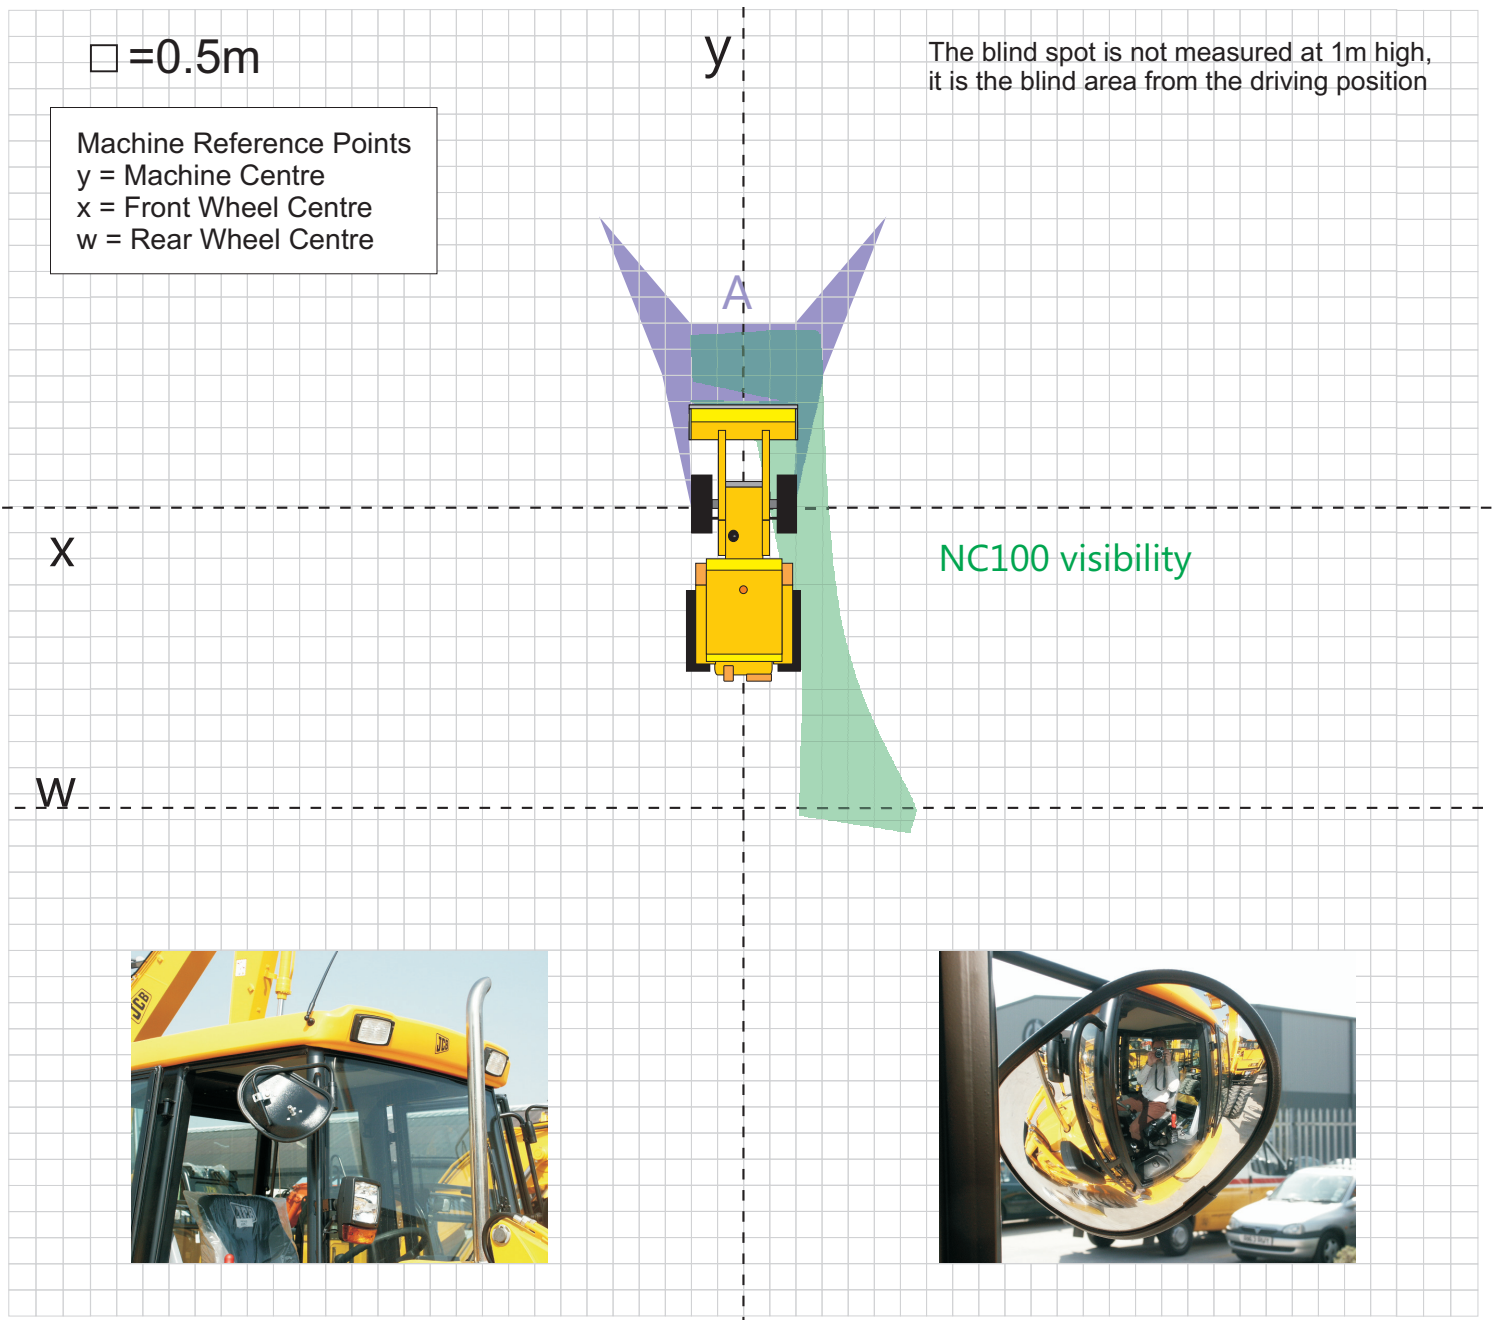 □ =0.5m
y
The blind spot is not measured at 1m high,
it is the blind area from the driving position
Machine Reference Points
y = Machine Centre
x = Front Wheel Centre
w = Rear Wheel Centre
A
x
NC100 visibility
w
JCB
JCB